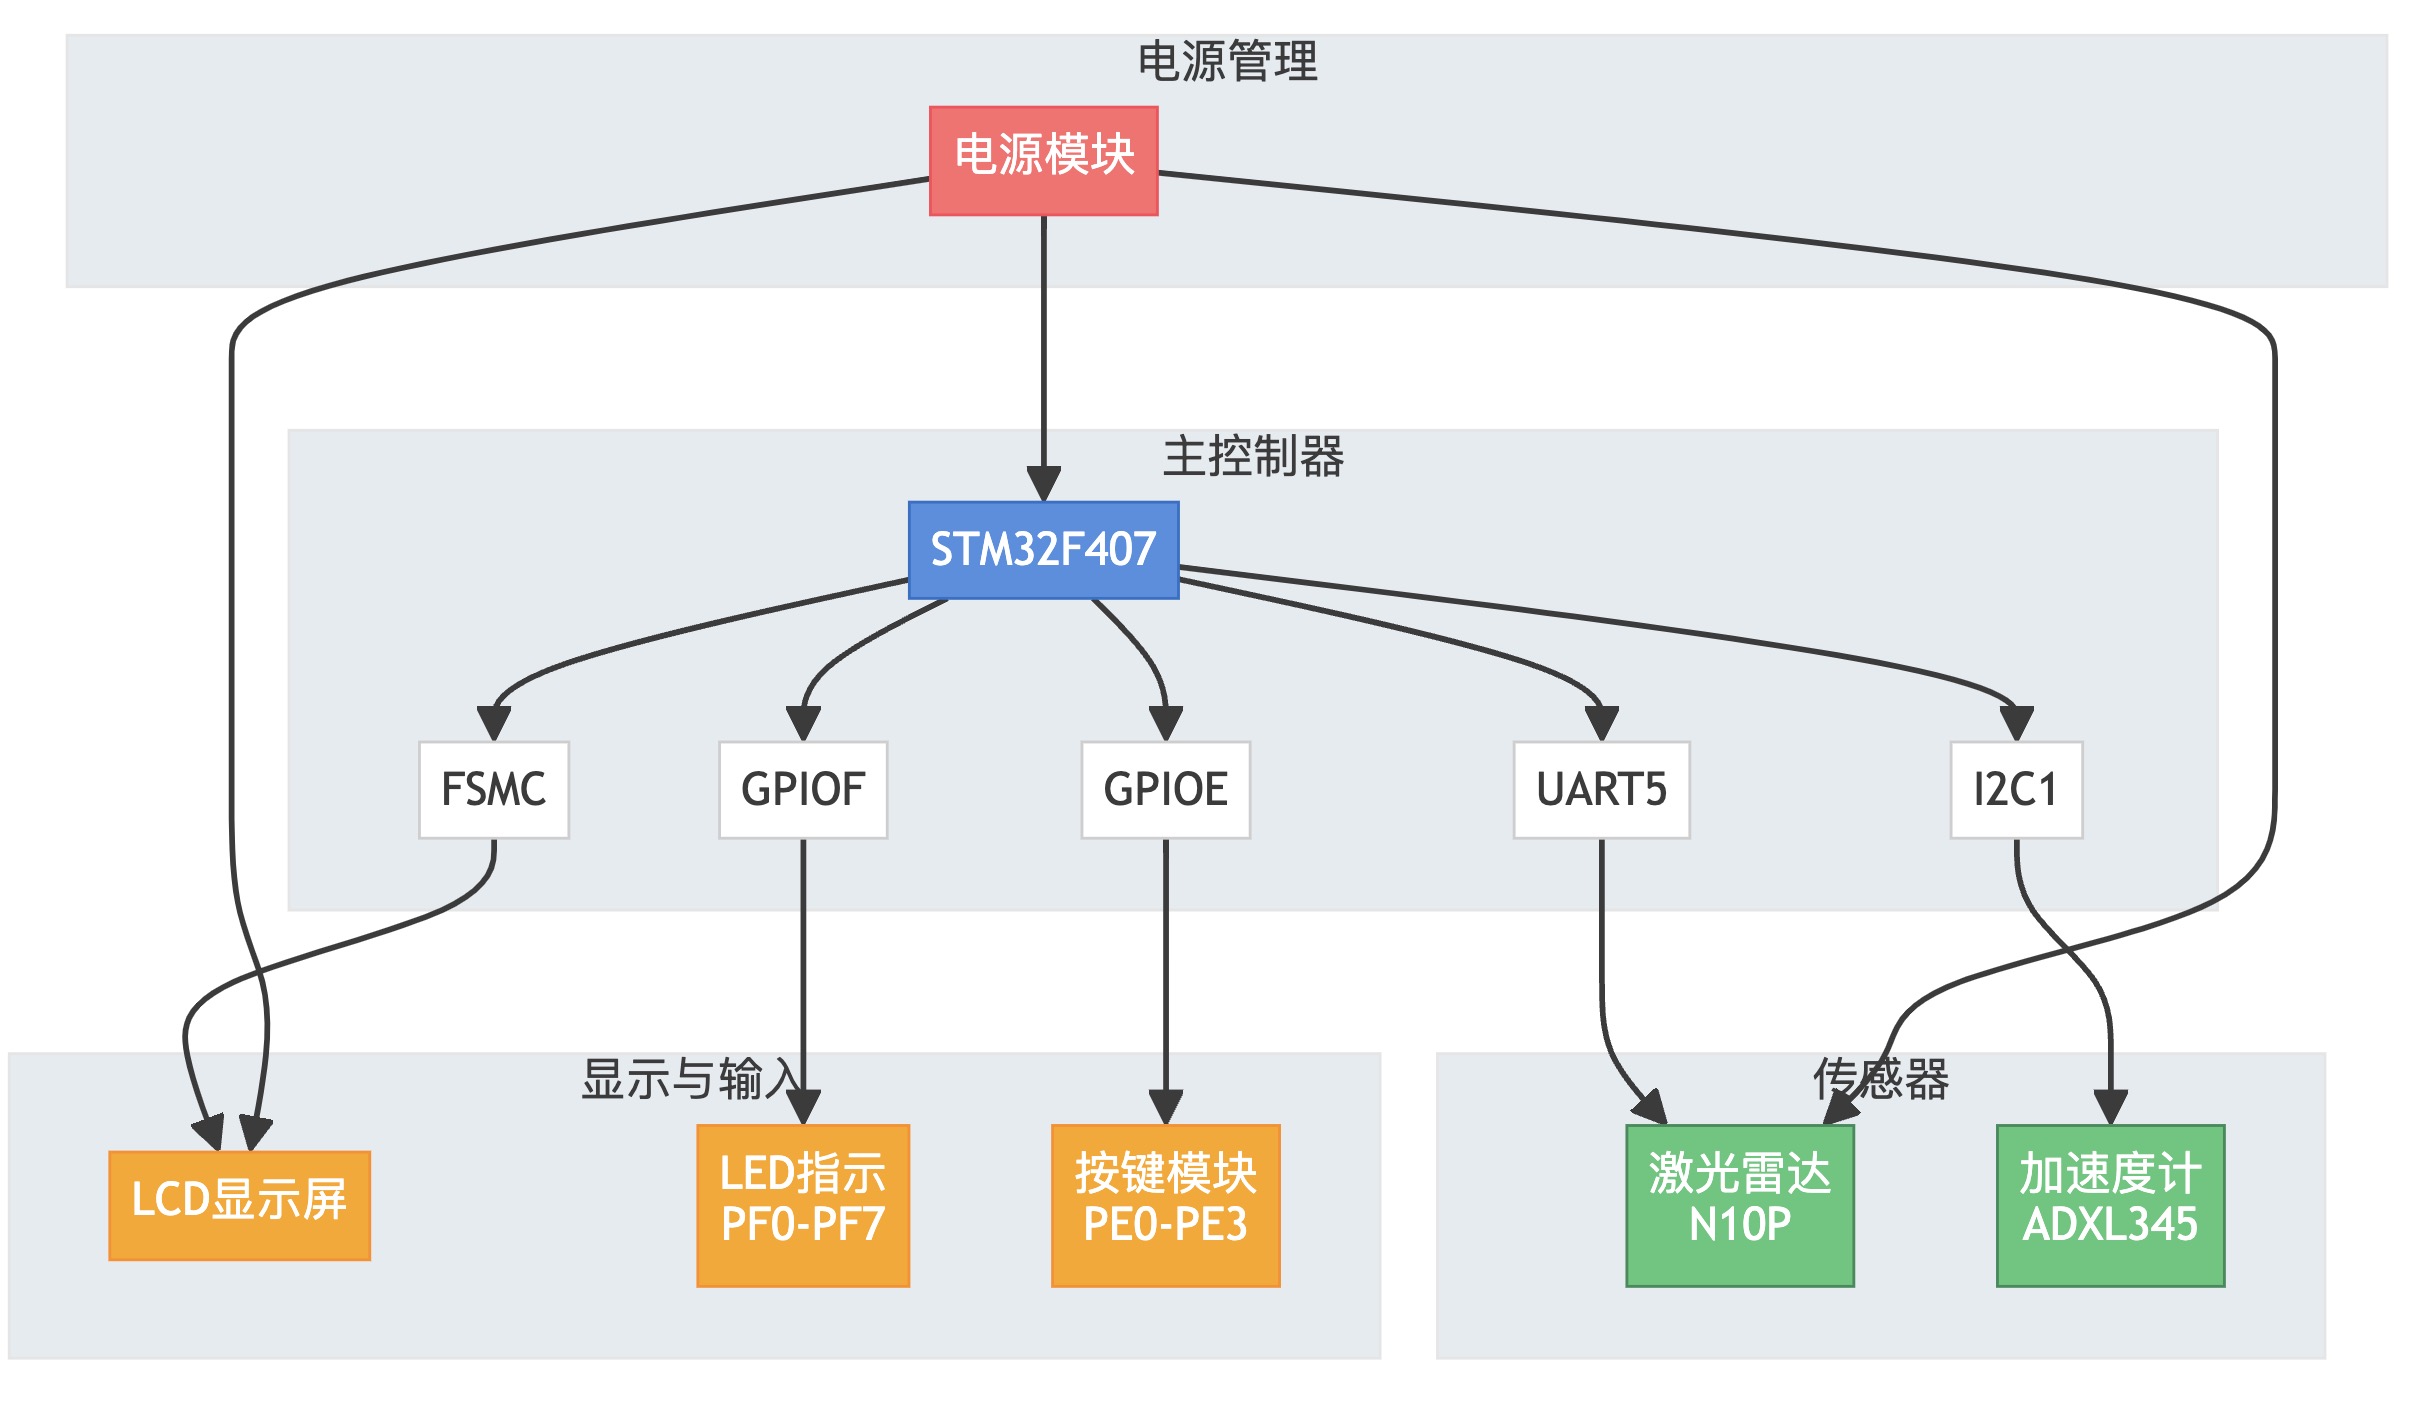 电源管理
电源模块
主控制器
STM32F407
FSMC
GPIOF
GPIOE
UART5
I2C1
显示与输入
传感器
LCD显示屏
LED指示
PF0-PF7
按键模块
PE0-PE3
激光雷达
N10P
加速度计
ADXL345